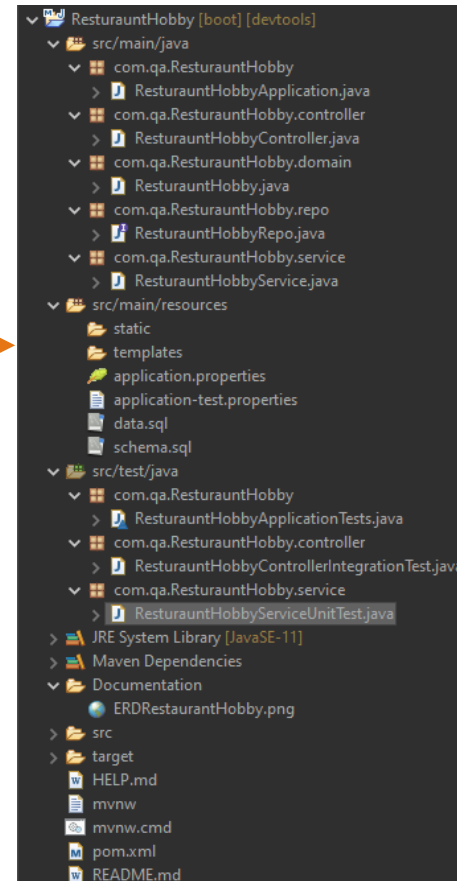 ResturauntHobby [boot] [devtools]
src/main/java
com.qa.ResturauntHobby
ResturauntHobbyApplication.java
com.qa.ResturauntHobby.controller
ResturauntHobbyController.java
com.qa.ResturauntHobby.domain
ResturauntHobby.java
com.qa.ResturauntHobby.repo
ResturauntHobbyRepo.java
com.qa.ResturauntHobby.service
ResturauntHobbyService.java
src/main/resources
static
templates
application.properties
application-test.properties
data.sql
schema.sql
src/test/java
com.qa.ResturauntHobby
ResturauntHobbyApplicationTests.java
com.qa.ResturauntHobby.controller
ResturauntHobbyControllerIntegrationTest.java
com.qa.ResturauntHobby.service
ResturauntHobbyServiceUnitTest.java
JRE System Library [JavaSE-11]
Maven Dependencies
Documentation
ERDRestaurantHobby.png
src
target
HELP.md
mvnw
mvnw.cmd
pom.xml
README.md